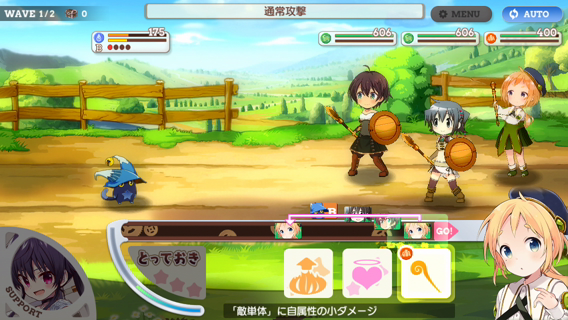 WAVE 1/2 0
通常攻撃
MENU
AUTO
175
B
606
606
400
B
GO!
とっておき
SUPPORT
「敵単体」に自属性の小ダメージ